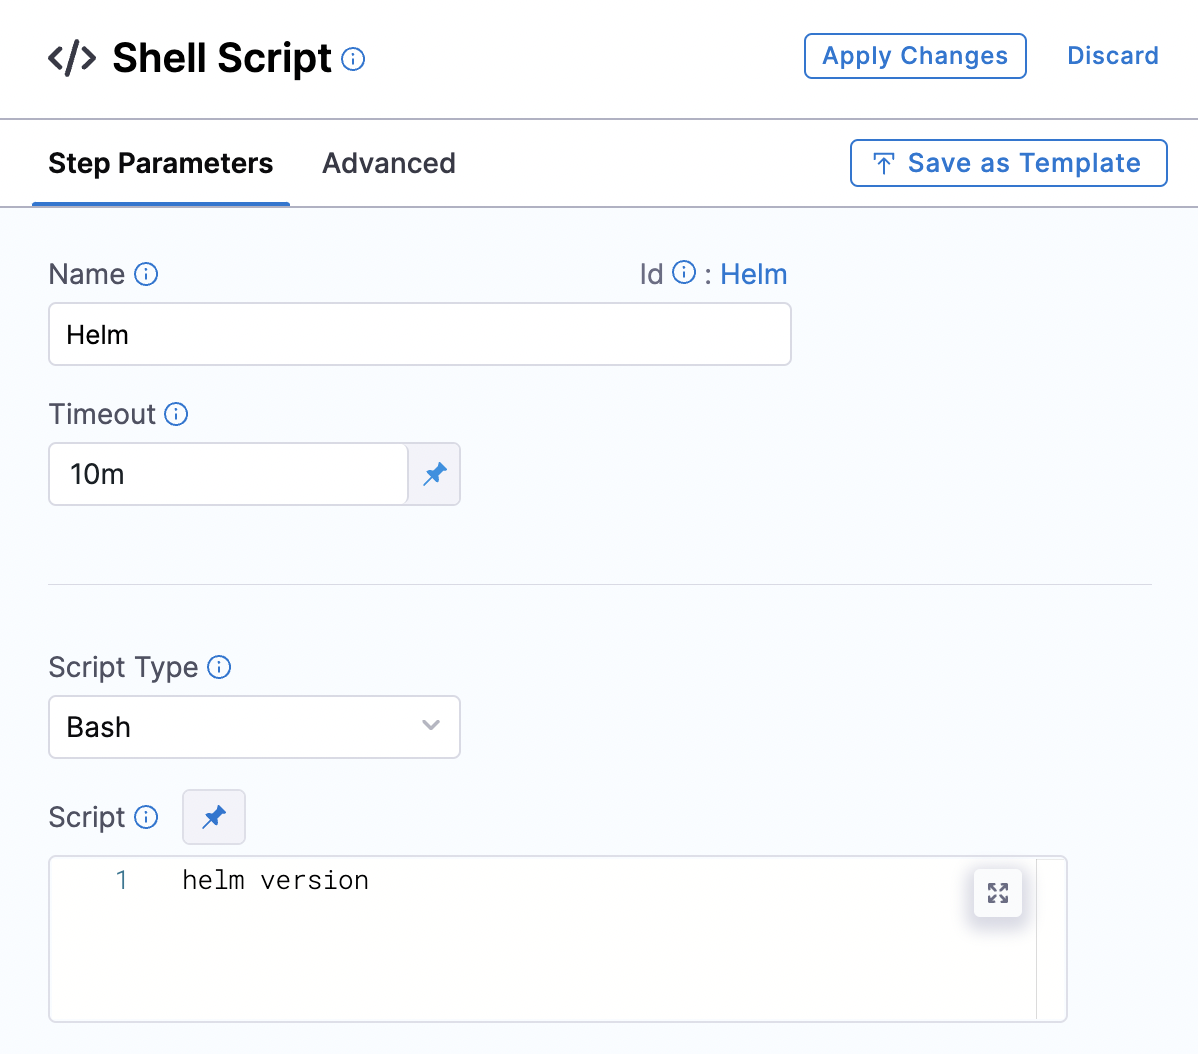 </> Shell Script
Apply Changes
Discard
Step Parameters
Advanced
Save as Template
Name
Id : Helm
Helm
Timeout
10m
Script Type
Bash
Script
1 helm version